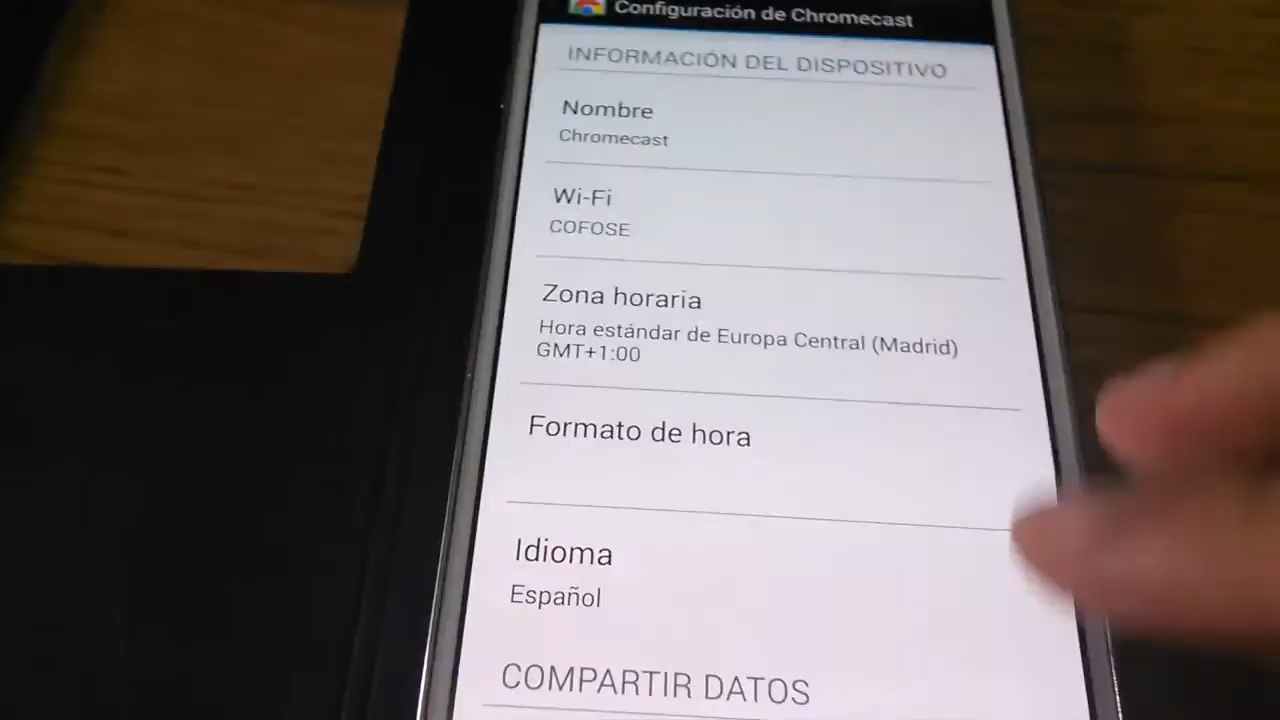 Configuración de Chromecast
INFORMACIÓN DEL DISPOSITIVO
Nombre
Chromecast
Wi-Fi
COFOSE
Zona horaria
Hora estándar de Europa Central (Madrid)
GMT+1:00
Formato de hora
Idioma
Español
COMPARTIR DATOS